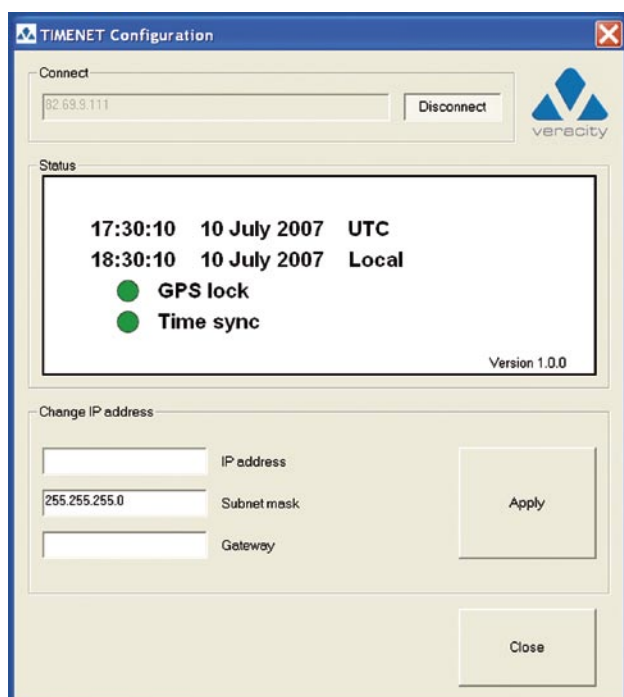 TIMENET Configuration
Connect
82.69.9.111
Disconnect
veracity
Status
17:30:10 10 July 2007 UTC
18:30:10 10 July 2007 Local
GPS lock
Time sync
Version 1.0.0
Change IP address
IP address
255.255.255.0 Subnet mask
Gateway
Apply
Close